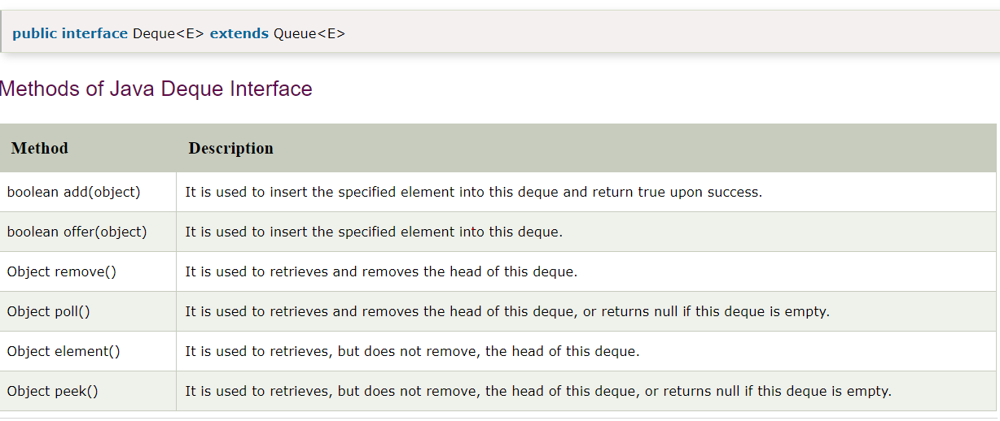 public interface Deque<E> extends Queue<E>
Methods of Java Deque Interface
Method Description
boolean add(object) It is used to insert the specified element into this deque and return true upon success.
boolean offer(object) It is used to insert the specified element into this deque.
Object remove() It is used to retrieves and removes the head of this deque.
Object poll() It is used to retrieves and removes the head of this deque, or returns null if this deque is empty.
Object element() It is used to retrieves, but does not remove, the head of this deque.
Object peek() It is used to retrieves, but does not remove, the head of this deque, or returns null if this deque is empty.